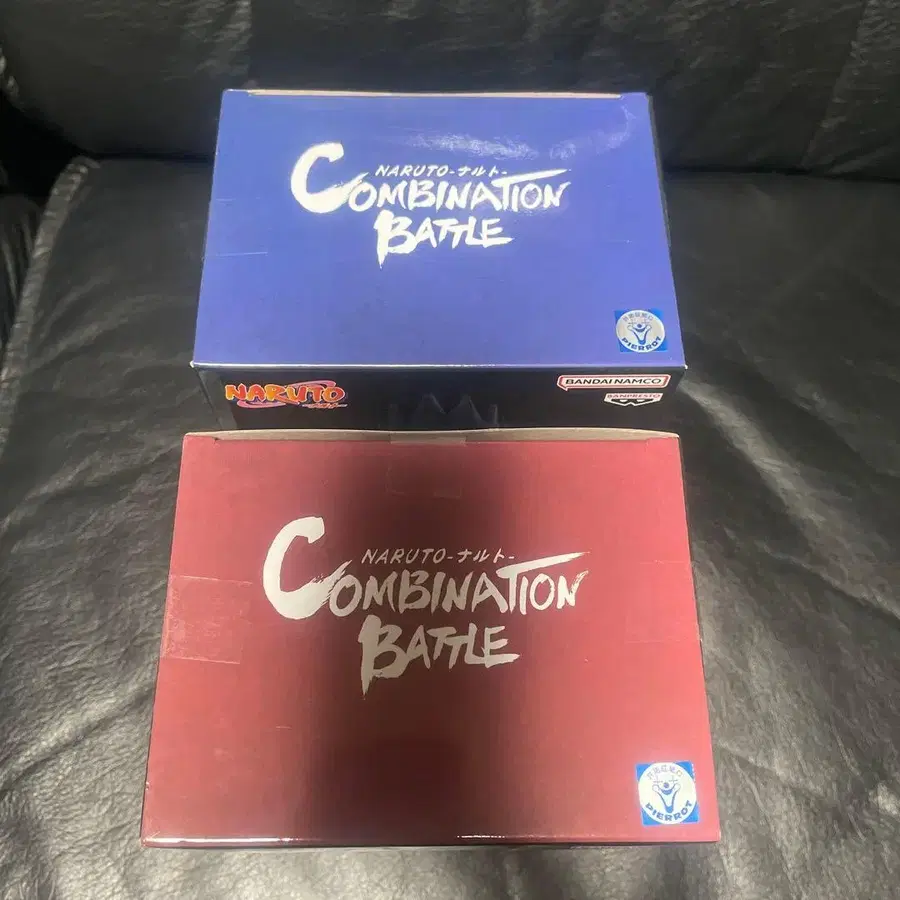 NARUTO-ナルト-
COMBINATION
BATTLE
PIERROT
NARUTO
BANDAI NAMCO
BANPRESTO
NARUTO-ナルト-
COMBINATION
BATTLE
PIERROT